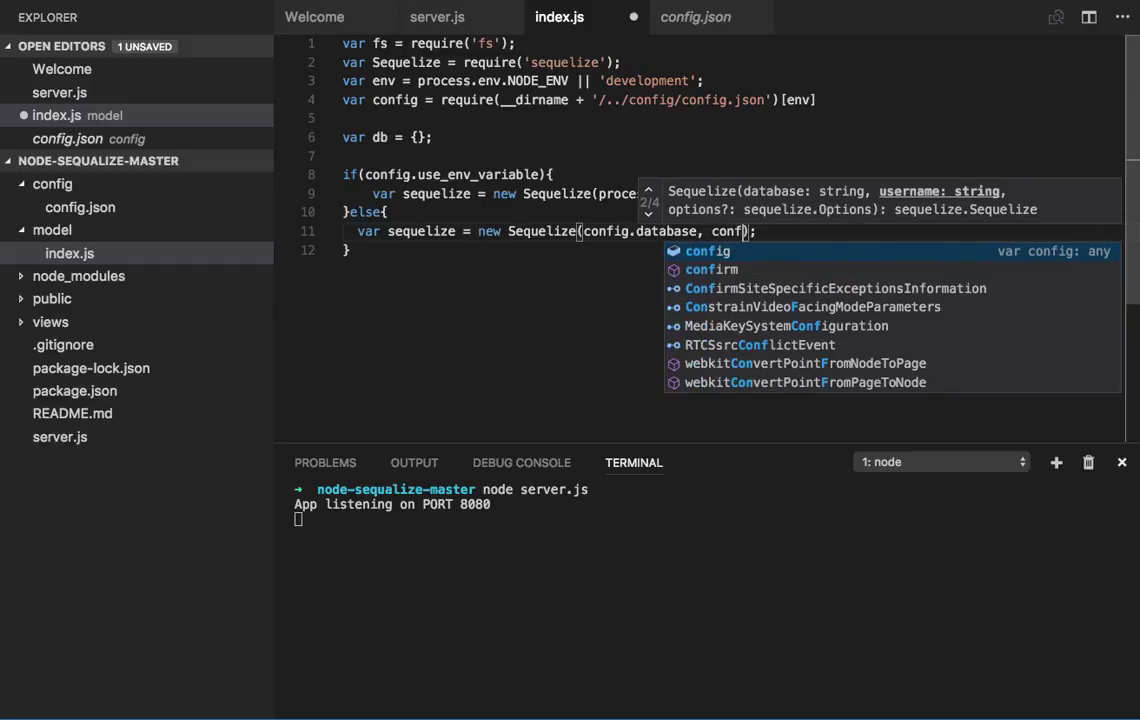 EXPLORER
Welcome
server.js
index.js
config.json
OPEN EDITORS 1 UNSAVED
Welcome
server.js
index.js model
config.json config
NODE-SEQUALIZE-MASTER
config
config.json
model
index.js
node_modules
public
views
.gitignore
package-lock.json
package.json
README.md
server.js
1 var fs = require('fs');
2 var Sequelize = require('sequelize');
3 var env = process.env.NODE_ENV || 'development';
4 var config = require(__dirname + '/../config/config.json')[env]
5
6 var db = {};
7
8 if(config.use_env_variable){
9 var sequelize = new Sequelize(proce
10 }else{
11 var sequelize = new Sequelize(config.database, conf);
12 }
2/4 Sequelize(database: string, username: string,
options?: sequelize.Options): sequelize.Sequelize
config var config: any
confirm
ConfirmSiteSpecificExceptionsInformation
ConstrainVideoFacingModeParameters
MediaKeySystemConfiguration
RTCSsrcConflictEvent
webkitConvertPointFromNodeToPage
webkitConvertPointFromPageToNode
PROBLEMS OUTPUT DEBUG CONSOLE TERMINAL 1: node
→ node-sequalize-master node server.js
App listening on PORT 8080